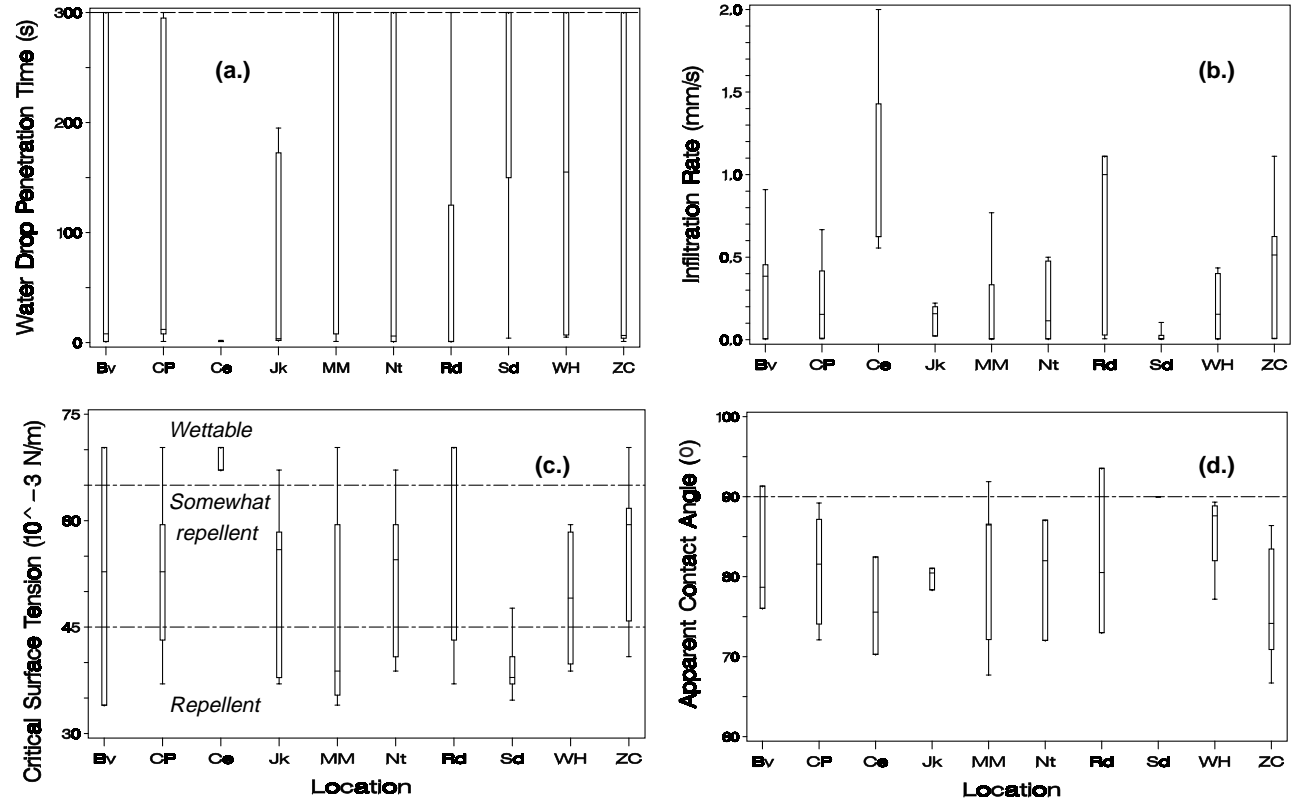 Water Drop Penetration Time (s)
300
200
100
0
(a.)
Bv CP Ce Jk MM Nt Rd Sd WH ZC
Infiltration Rate (mm/s)
2.0
1.5
1.0
0.5
0.0
(b.)
Bv CP Ce Jk MM Nt Rd Sd WH ZC
Critical Surface Tension (10^-3 N/m)
75
60
45
30
Wettable
(c.)
Somewhat
repellent
Repellent
Bv CP Ce Jk MM Nt Rd Sd WH ZC
Location
Apparent Contact Angle (0)
100
90
80
70
60
(d.)
Bv CP Ce Jk MM Nt Rd Sd WH ZC
Location